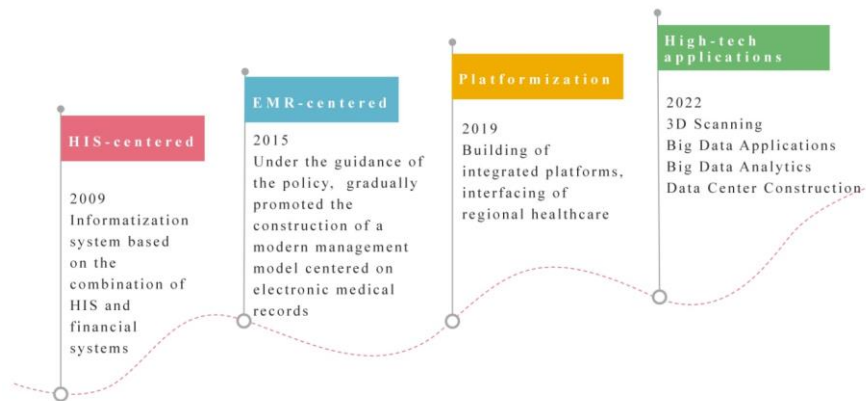 HIS-centered
2009
Informatization
system based
on the
combination of
HIS and
financial
systems
EMR-centered
2015
Under the guidance of
the policy, gradually
promoted the
construction of a
modern management
model centered on
electronic medical
records
Platformization
2019
Building of
integrated platforms,
interfacing of
regional healthcare
High-tech
applications
2022
3D Scanning
Big Data Applications
Big Data Analytics
Data Center Construction